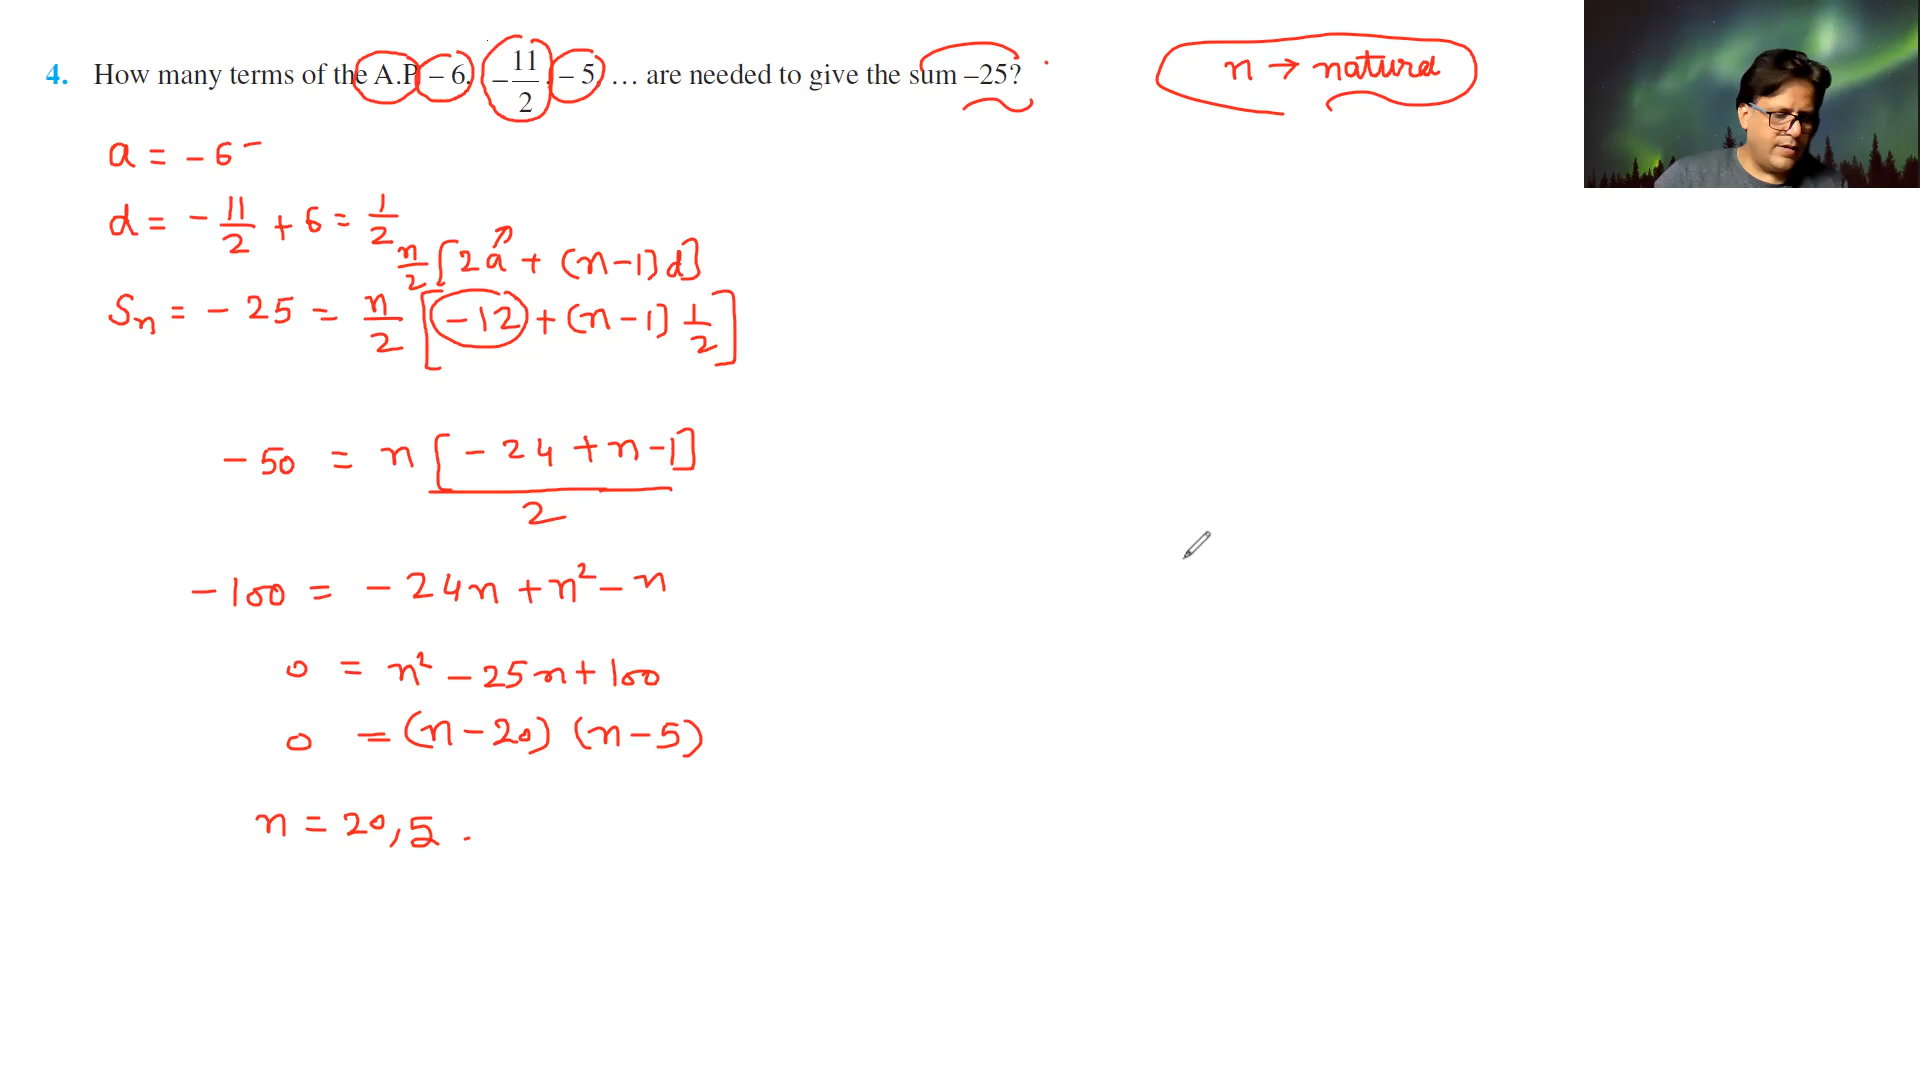 4. How many terms of the A.P – 6, –11/2, – 5, … are needed to give the sum –25?
n → natural
a = - 6
d = - 11/2 + 6 = 1/2
n/2 [2a + (n-1)d]
Sn = - 25 = n/2 [-12 + (n-1) 1/2]
- 50 = n [-24 + n-1]/2
- 100 = - 24n + n² - n
0 = n² - 25n + 100
0 = (n-20) (n-5)
n = 20, 5 .